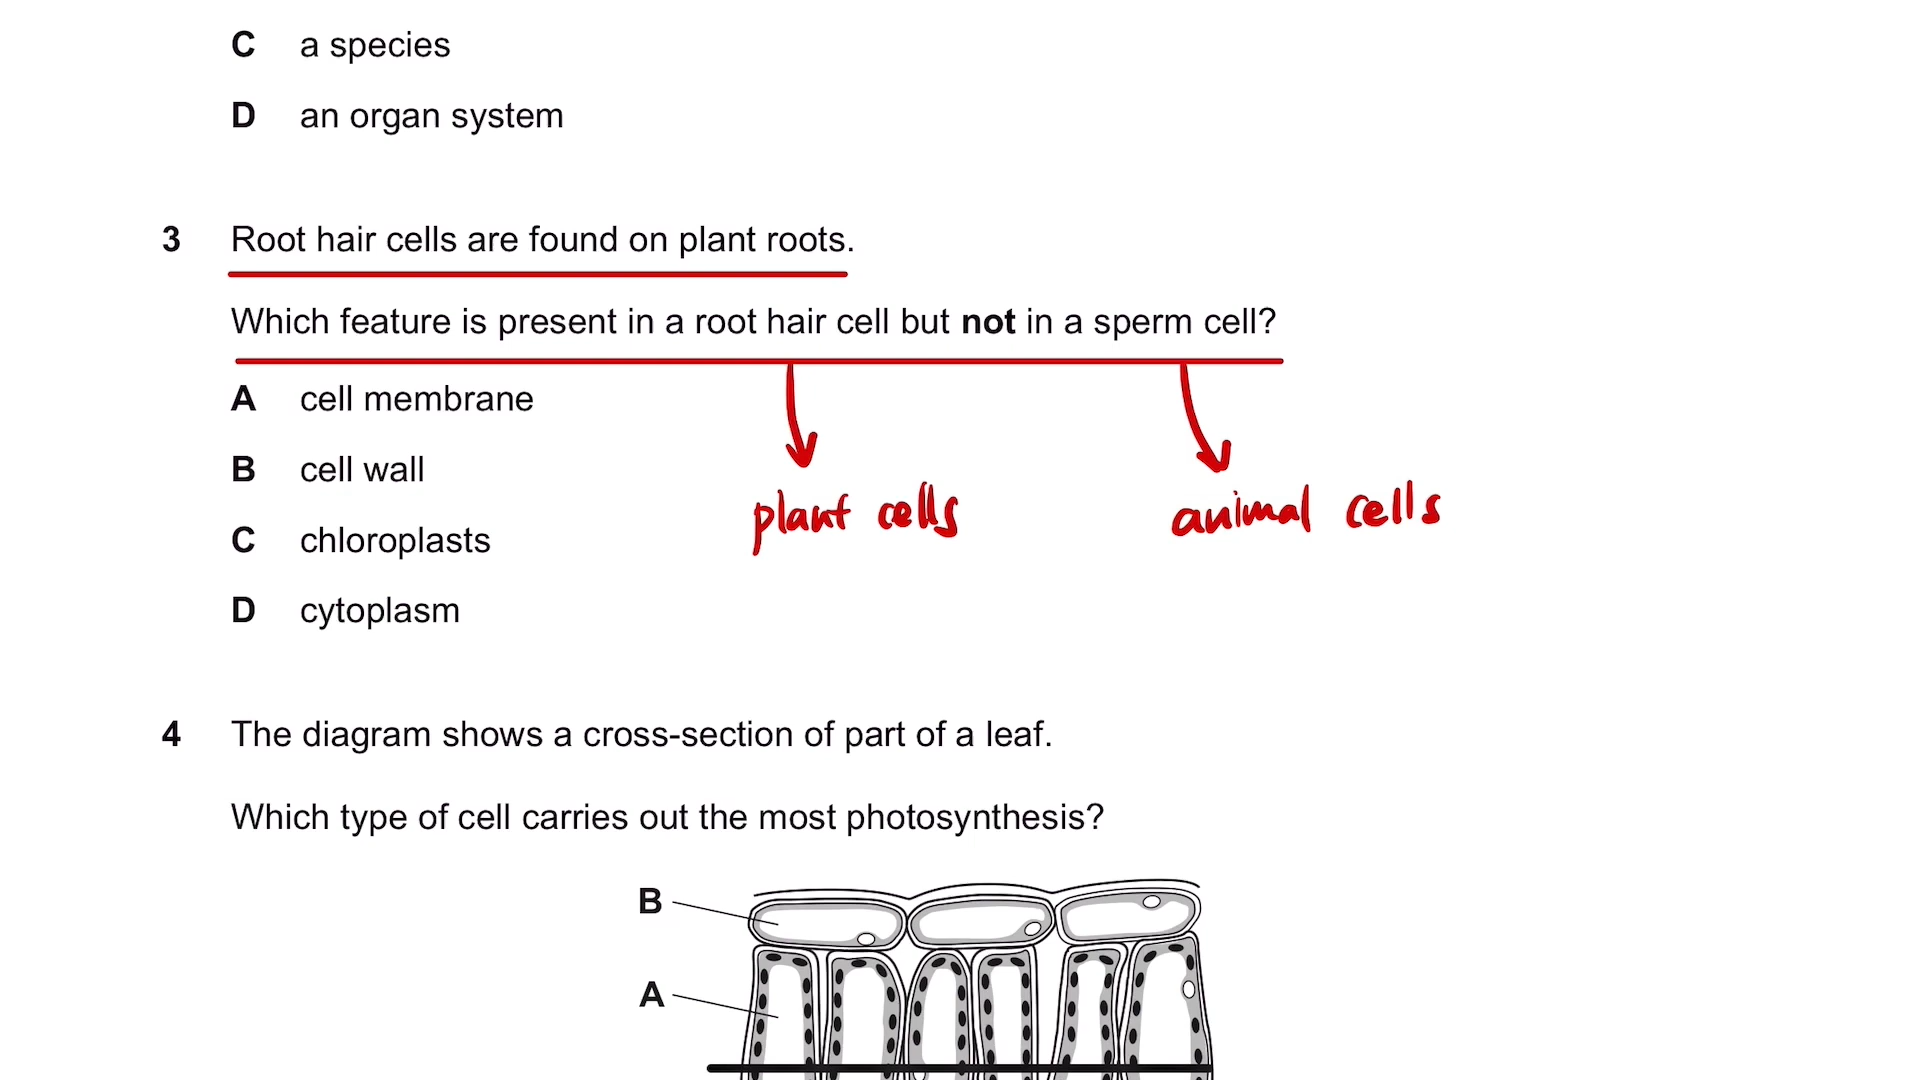 C a species
D an organ system
3 Root hair cells are found on plant roots.
Which feature is present in a root hair cell but not in a sperm cell?
A cell membrane
B cell wall
C chloroplasts
D cytoplasm
plant cells animal cells
4 The diagram shows a cross-section of part of a leaf.
Which type of cell carries out the most photosynthesis?
B
A